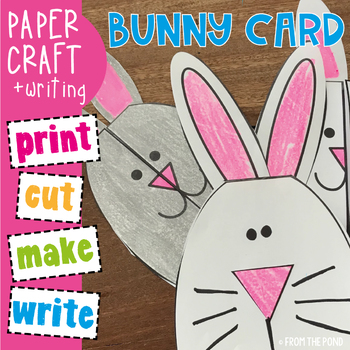 PAPER
CRAFT
+writing
BUNNY CARD
print
cut
make
write
© FROM THE POND